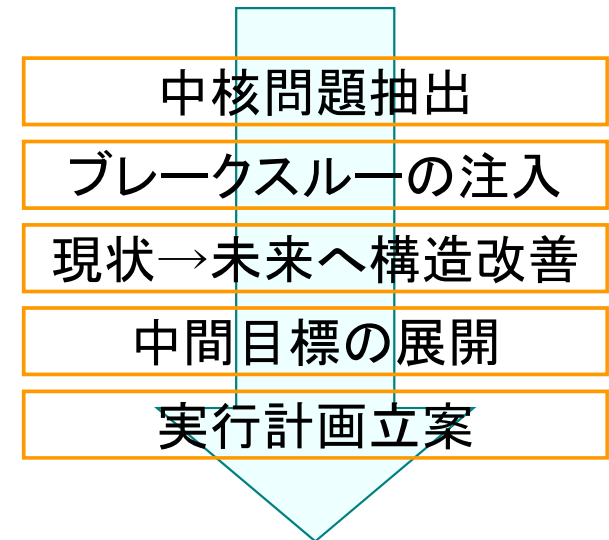 中核問題抽出
ブレークスルーの注入
現状→未来へ構造改善
中間目標の展開
実行計画立案